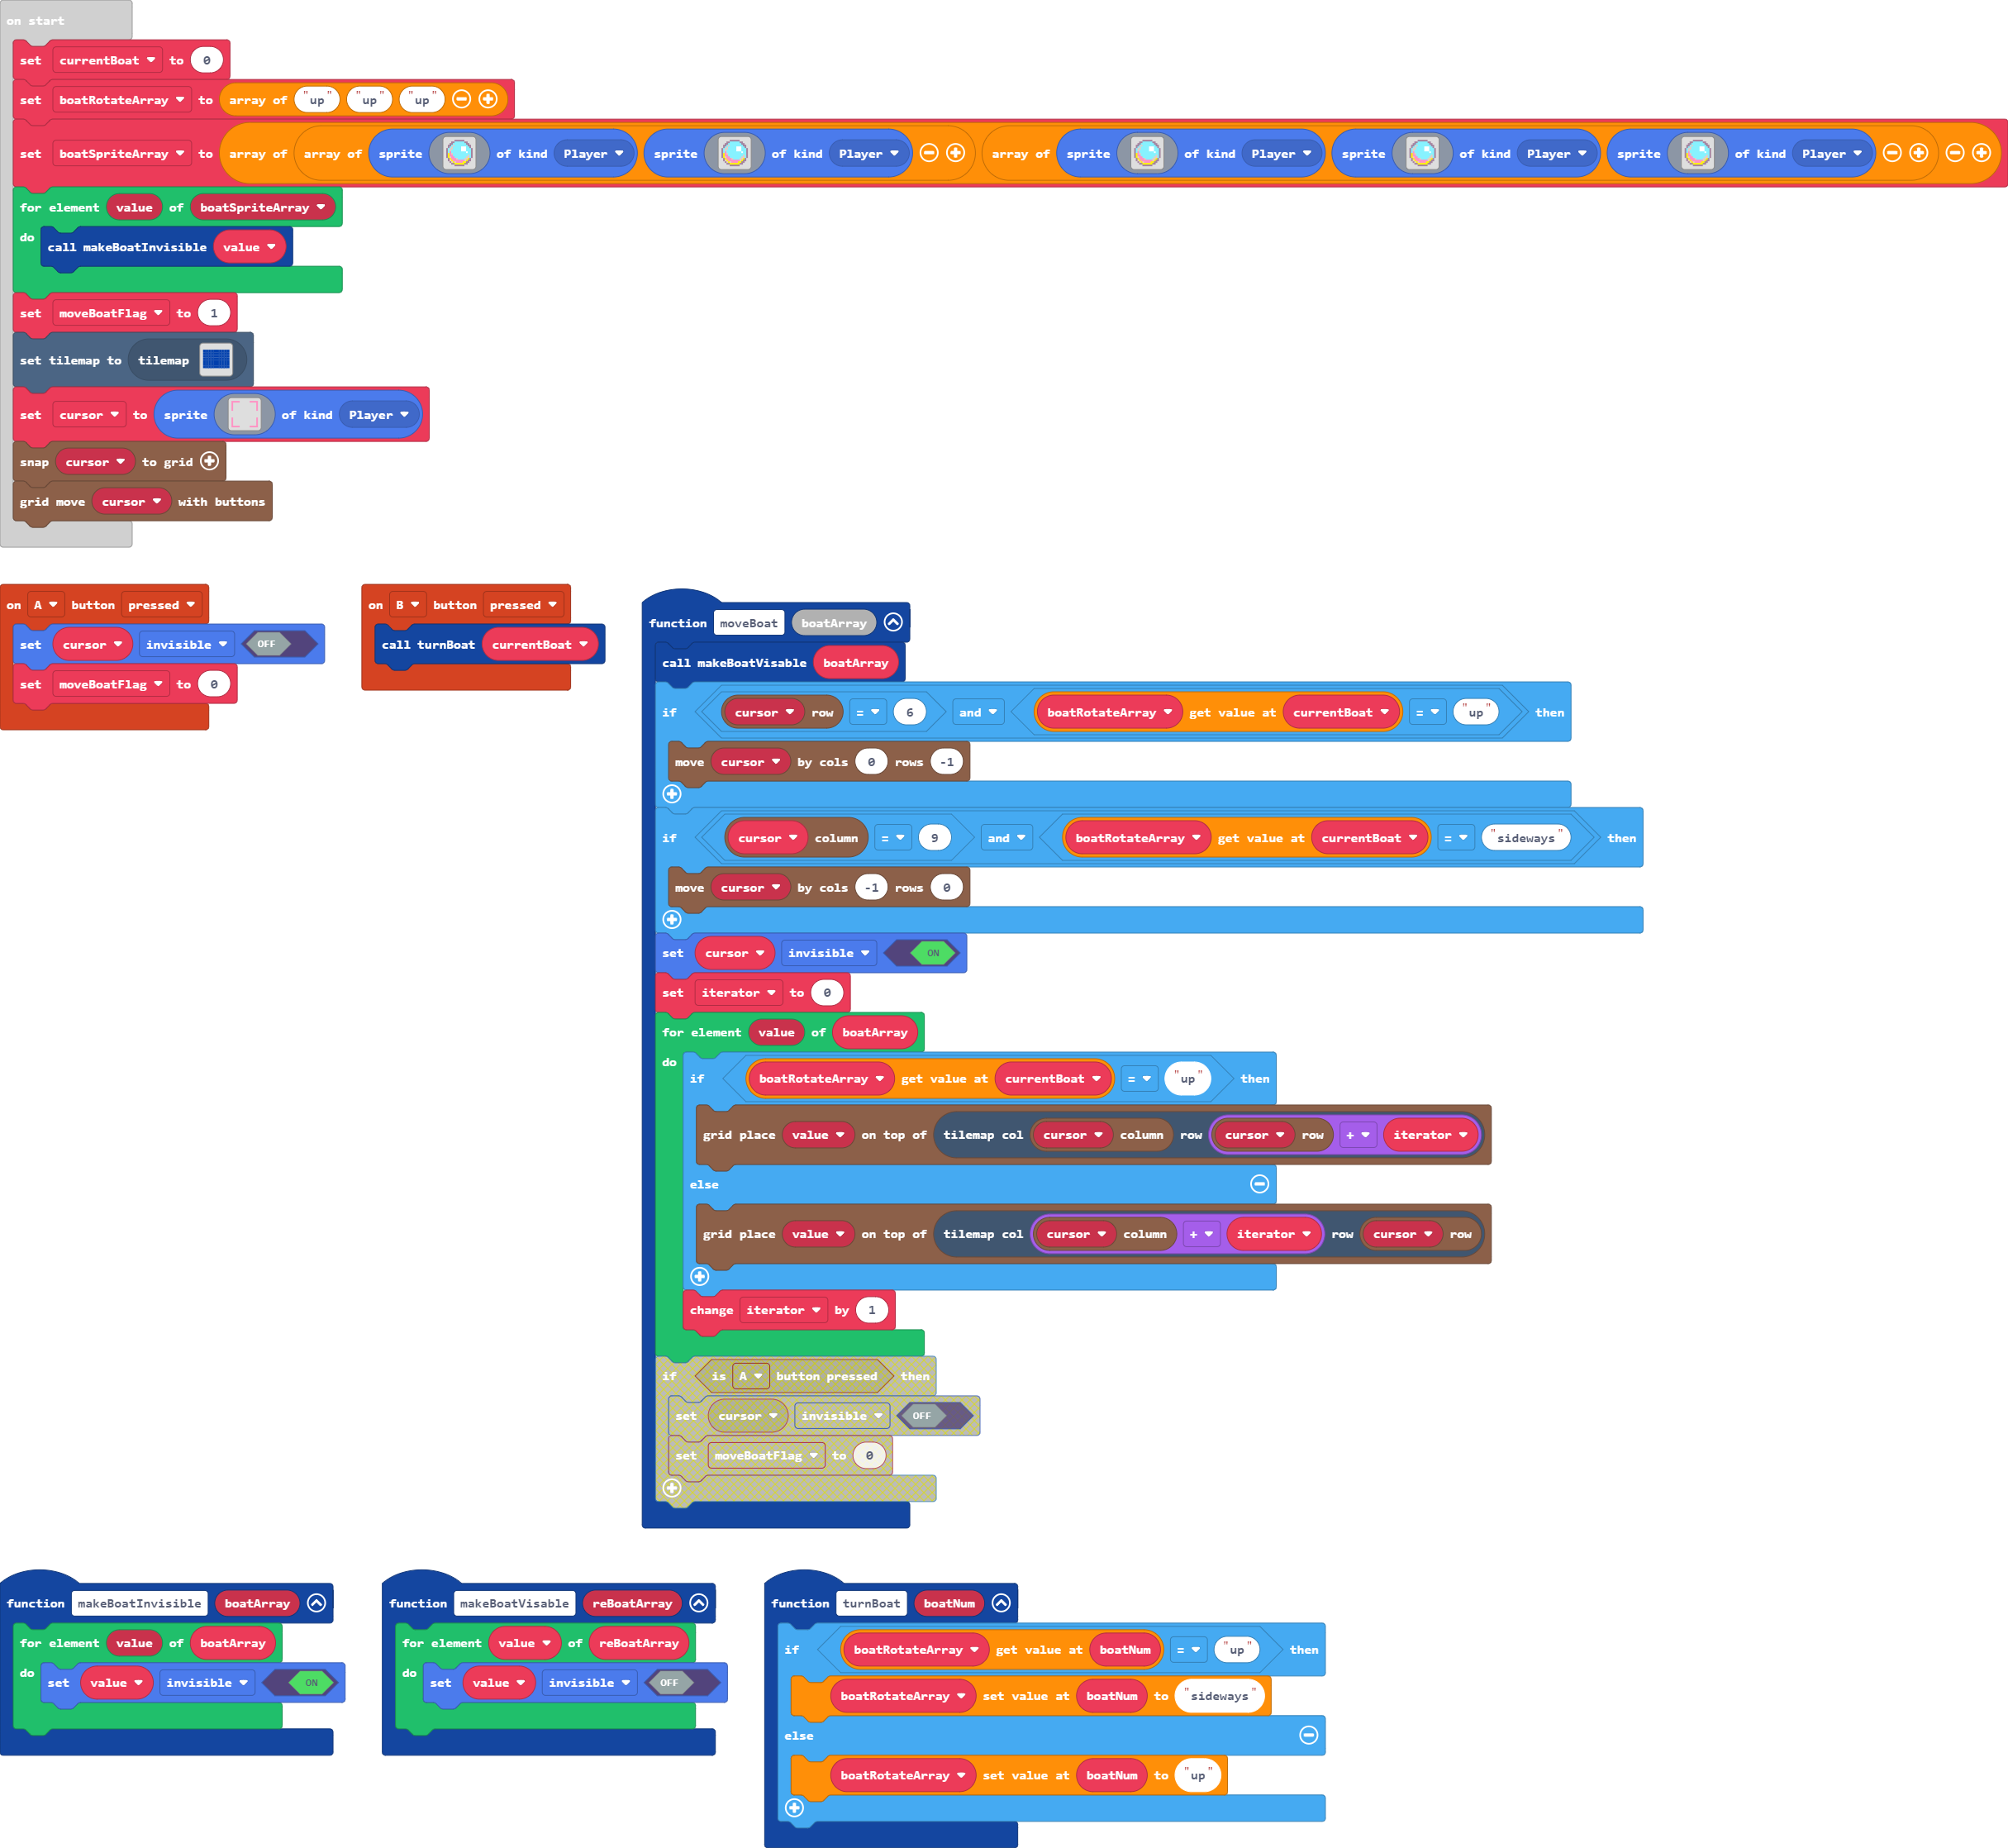 on start
set currentBoat to 0
set boatRotateArray to array of "up" "up" "up"
set boatSpriteArray to array of array of sprite of kind Player sprite of kind Player array of sprite of kind Player sprite of kind Player sprite of kind Player
for element value of boatSpriteArray
do call makeBoatInvisible value
set moveBoatFlag to 1
set tilemap to tilemap
set cursor to sprite of kind Player
snap cursor to grid
grid move cursor with buttons
on A button pressed
set cursor invisible OFF
set moveBoatFlag to 0
on B button pressed
call turnBoat currentBoat
function moveBoat boatArray
call makeBoatVisable boatArray
if cursor row = 6 and boatRotateArray get value at currentBoat = "up" then
move cursor by cols 0 rows -1
if cursor column = 9 and boatRotateArray get value at currentBoat = "sideways" then
move cursor by cols -1 rows 0
set cursor invisible ON
set iterator to 0
for element value of boatArray
do if boatRotateArray get value at currentBoat = "up" then
grid place value on top of tilemap col cursor column row cursor row + iterator
else
grid place value on top of tilemap col cursor column + iterator row cursor row
change iterator by 1
if is A button pressed then
set cursor invisible OFF
set moveBoatFlag to 0
function makeBoatInvisible boatArray
for element value of boatArray
do set value invisible ON
function makeBoatVisable reBoatArray
for element value of reBoatArray
do set value invisible OFF
function turnBoat boatNum
if boatRotateArray get value at boatNum = "up" then
boatRotateArray set value at boatNum to "sideways"
else
boatRotateArray set value at boatNum to "up"